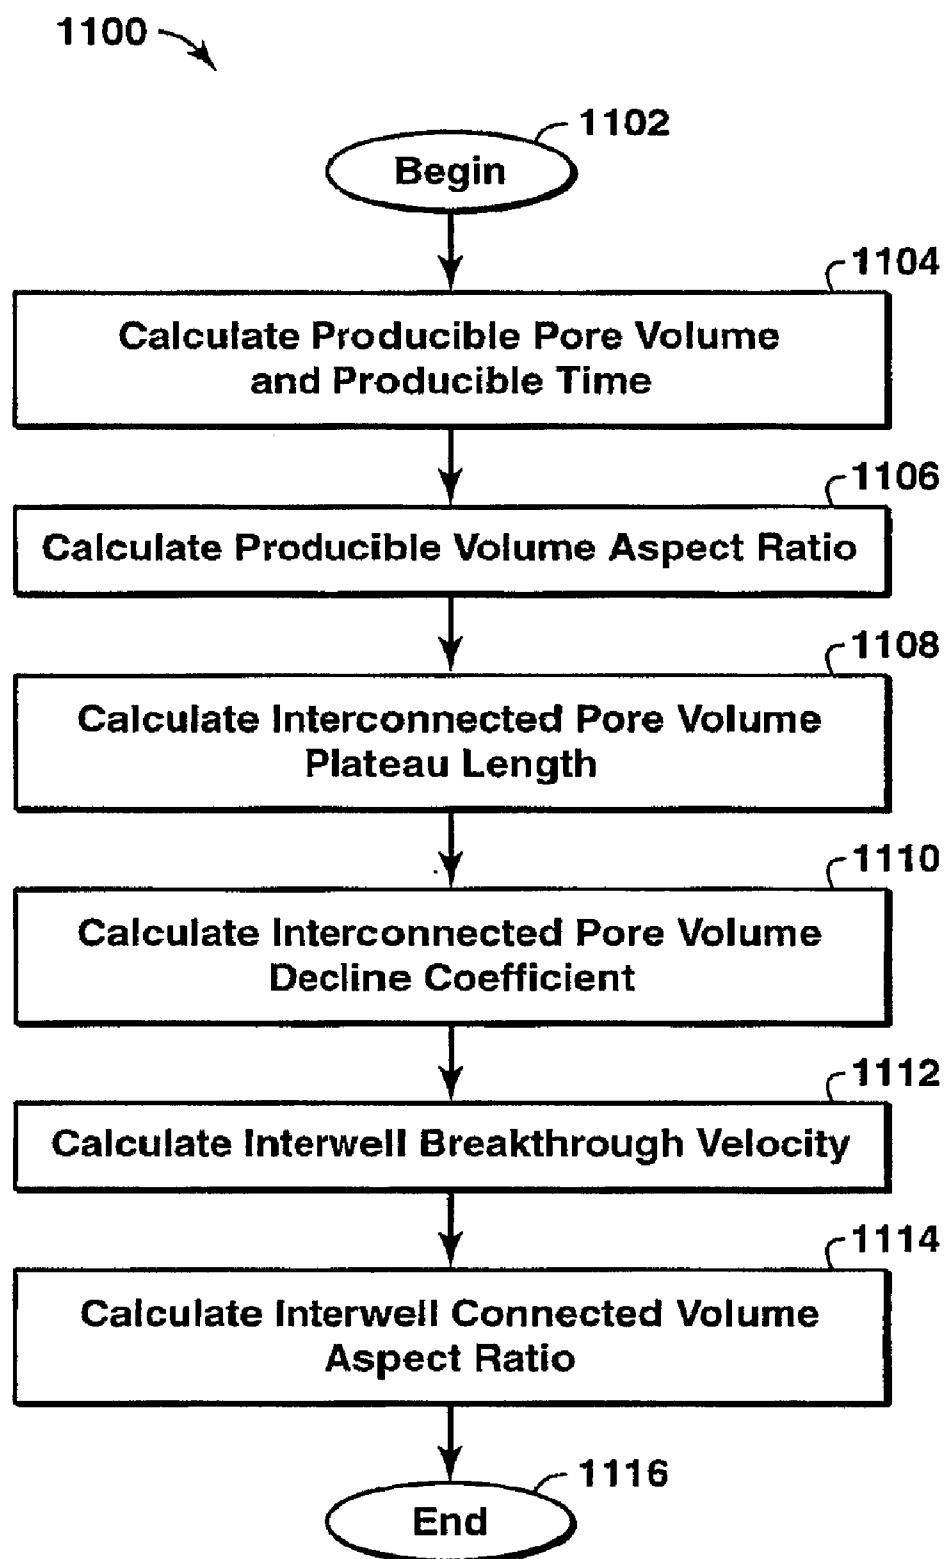 1100
1102
Begin
1104
Calculate Producible Pore Volume
and Producible Time
1106
Calculate Producible Volume Aspect Ratio
1108
Calculate Interconnected Pore Volume
Plateau Length
1110
Calculate Interconnected Pore Volume
Decline Coefficient
1112
Calculate Interwell Breakthrough Velocity
1114
Calculate Interwell Connected Volume
Aspect Ratio
1116
End